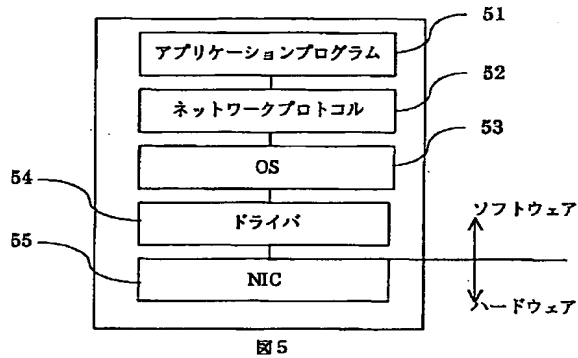 51
アプリケーションプログラム
52
ネットワークプロトコル
53
OS
54
ドライバ
ソフトウェア
55
NIC
ハードウェア
図5